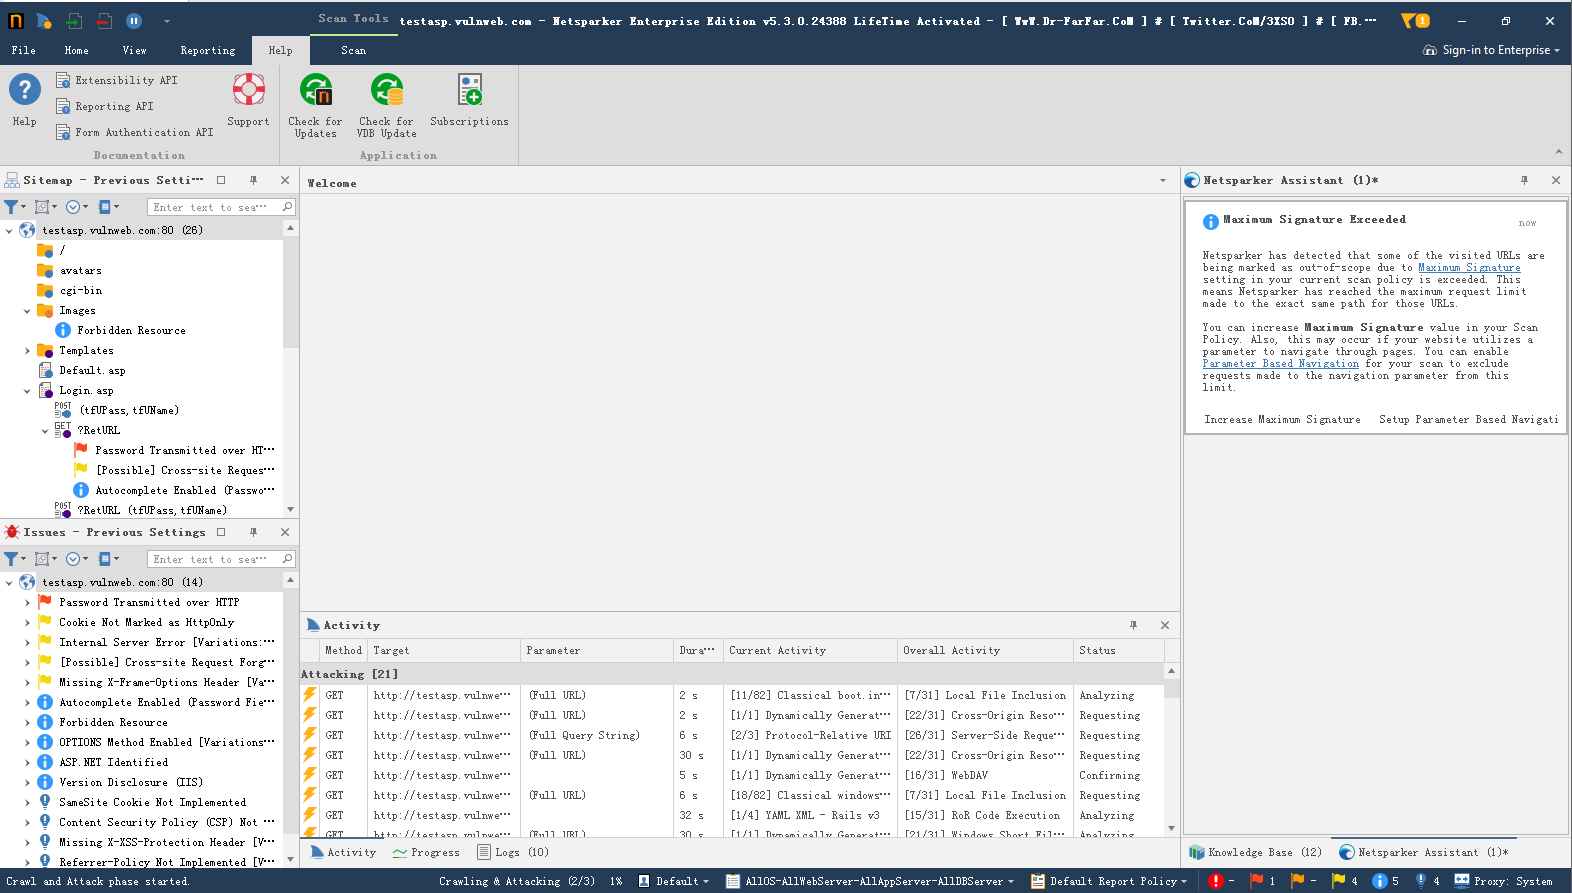 Scan Tools
testasp.vulnweb.com - Netsparker Enterprise Edition v5.3.0.24388 LifeTime Activated - [ WwW.Dr-FarFar.CoM ] # [ Twitter.CoM/3XSO ] # [ FB.···
1
File Home View Reporting Help Scan
Sign-in to Enterprise
Help
Extensibility API
Reporting API
Form Authentication API
Support
Check for Updates
Check for VDB Update
Subscriptions
Documentation
Application
Sitemap - Previous Setti···
Enter text to sea···
testasp.vulnweb.com:80 (26)
/
avatars
cgi-bin
Images
Forbidden Resource
Templates
Default.asp
Login.asp
POST (tfUPass,tfUName)
GET ?RetURL
Password Transmitted over HT···
[Possible] Cross-site Reques···
Autocomplete Enabled (Passwo···
POST ?RetURL (tfUPass,tfUName)
Issues - Previous Settings
Enter text to sea···
testasp.vulnweb.com:80 (14)
Password Transmitted over HTTP
Cookie Not Marked as HttpOnly
Internal Server Error [Variations:···
[Possible] Cross-site Request Forg···
Missing X-Frame-Options Header [Va···
Autocomplete Enabled (Password Fie···
Forbidden Resource
OPTIONS Method Enabled [Variations···
ASP.NET Identified
Version Disclosure (IIS)
SameSite Cookie Not Implemented
Content Security Policy (CSP) Not ···
Missing X-XSS-Protection Header [V···
Referrer-Policy Not Implemented [V···
Welcome
Activity
Method Target Parameter Dura··· Current Activity Overall Activity Status
Attacking [21]
GET http://testasp.vulnwe··· (Full URL) 2 s [11/82] Classical boot.in··· [7/31] Local File Inclusion Analyzing
GET http://testasp.vulnwe··· (Full URL) 2 s [1/1] Dynamically Generat··· [22/31] Cross-Origin Reso··· Requesting
GET http://testasp.vulnwe··· (Full Query String) 6 s [2/3] Protocol-Relative URI [26/31] Server-Side Reque··· Requesting
GET http://testasp.vulnwe··· (Full URL) 30 s [1/1] Dynamically Generat··· [22/31] Cross-Origin Reso··· Requesting
GET http://testasp.vulnwe··· 5 s [1/1] Dynamically Generat··· [16/31] WebDAV Confirming
GET http://testasp.vulnwe··· (Full URL) 6 s [18/82] Classical windows··· [7/31] Local File Inclusion Requesting
GET http://testasp.vulnwe··· 32 s [1/4] YAML XML - Rails v3 [15/31] RoR Code Execution Analyzing
GET http://testasp.vulnwe··· (Full URL) 30 s [1/1] Dynamically Generat··· [21/31] Windows Short Fil··· Analyzing
Activity Progress Logs (10)
Netsparker Assistant (1)*
Maximum Signature Exceeded
now
Netsparker has detected that some of the visited URLs are
being marked as out-of-scope due to Maximum Signature
setting in your current scan policy is exceeded. This
means Netsparker has reached the maximum request limit
made to the exact same path for those URLs.
You can increase Maximum Signature value in your Scan
Policy. Also, this may occur if your website utilizes a
parameter to navigate through pages. You can enable
Parameter Based Navigation for your scan to exclude
requests made to the navigation parameter from this
limit.
Increase Maximum Signature Setup Parameter Based Navigati
Knowledge Base (12) Netsparker Assistant (1)*
Crawl and Attack phase started. Crawling & Attacking (2/3) 1% Default AllOS-AllWebServer-AllAppServer-AllDBServer Default Report Policy - 1 - 4 5 4 Proxy: System